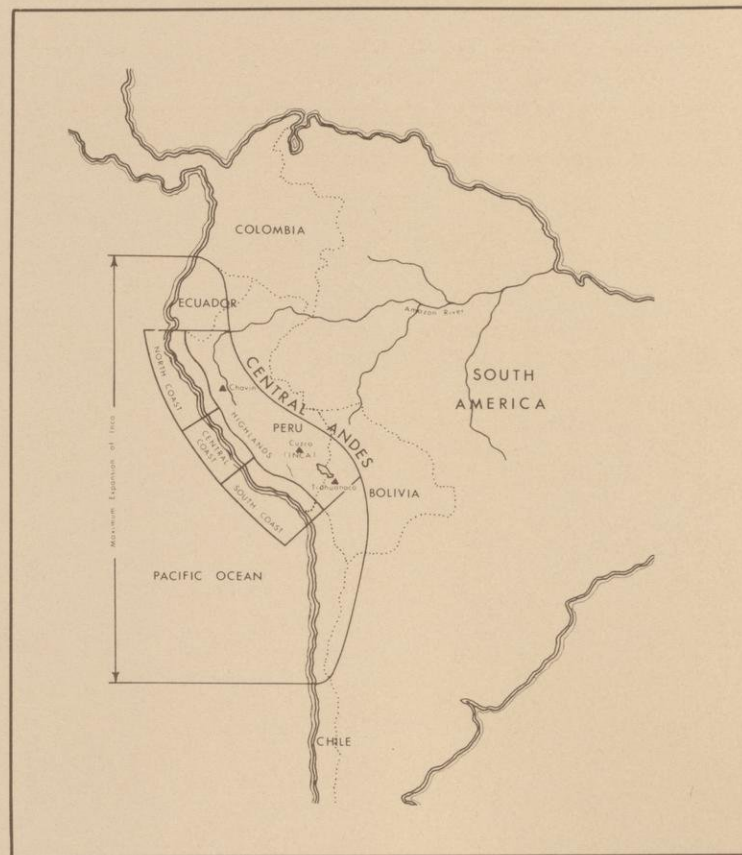 COLOMBIA
ECUADOR
Amazon River
SOUTH
AMERICA
NORTH COAST
Chavin
CENTRAL ANDES
HIGHLANDS
PERU
Cuzco
(INCA)
CENTRAL
COAST
Tiahuanaco
BOLIVIA
SOUTH COAST
Maximum Expansion of Inca
PACIFIC OCEAN
CHILE